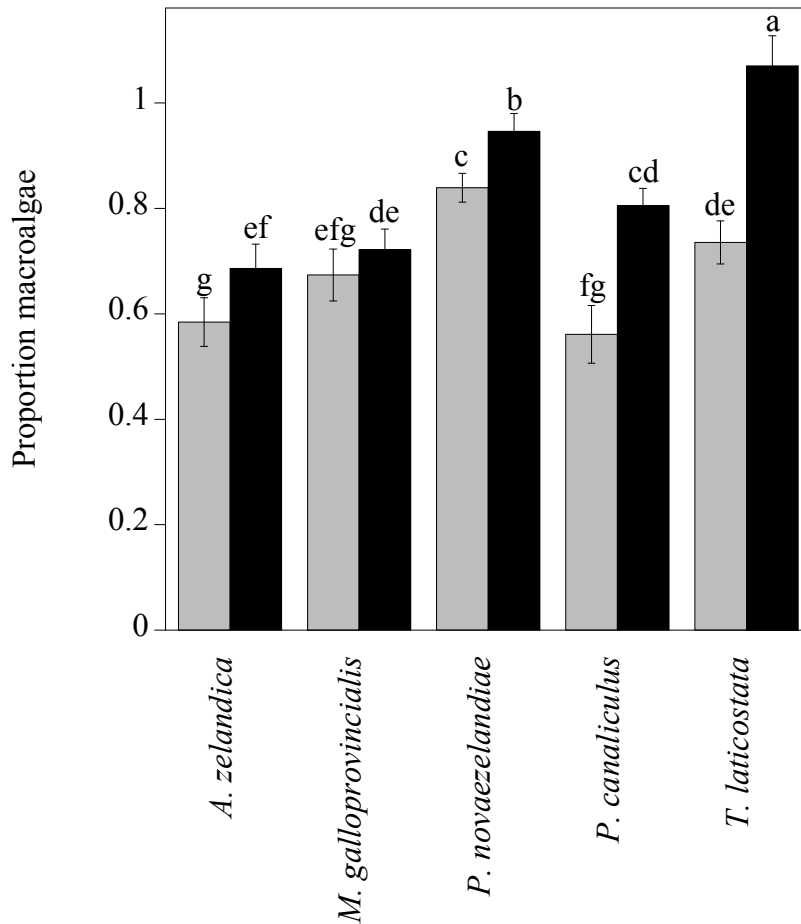 Proportion macroalgae
1
0.8
0.6
0.4
0.2
0
g
ef
efg
de
c
b
fg
cd
de
a
A. zelandica
M. galloprovincialis
P. novaezelandiae
P. canaliculus
T. laticostata